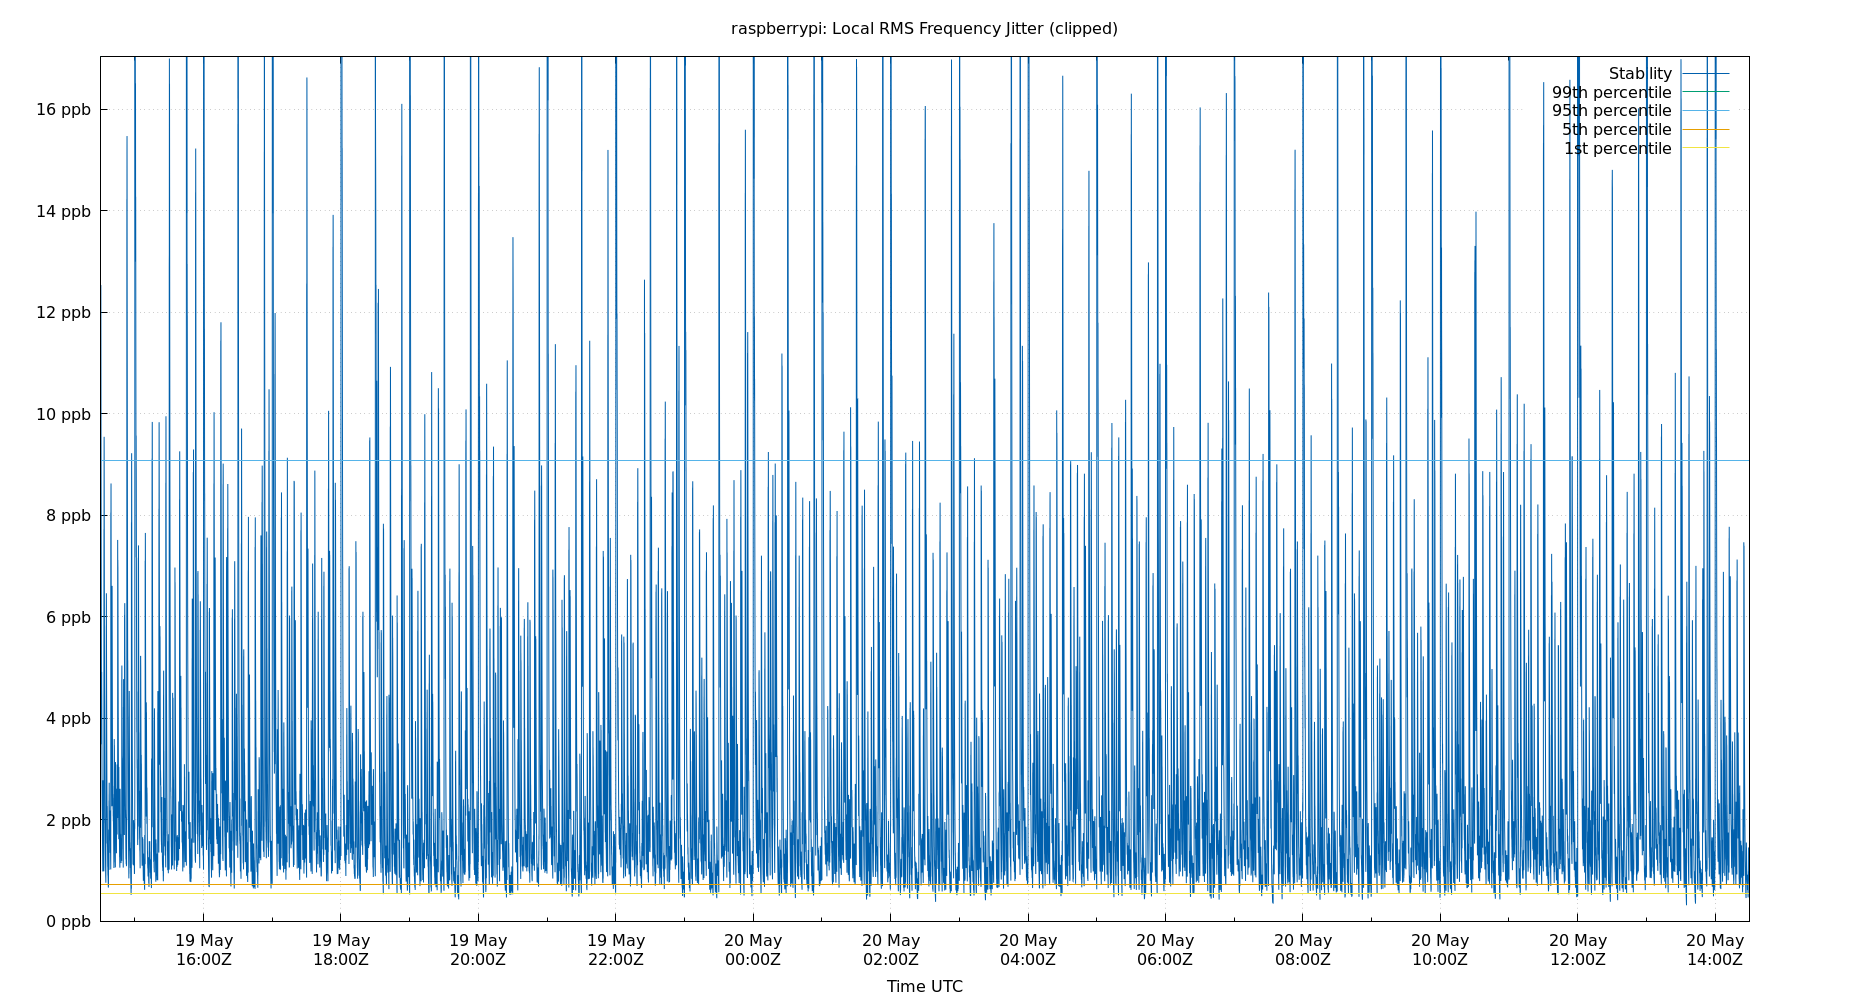 raspberrypi: Local RMS Frequency Jitter (clipped)
Stability
99th percentile
95th percentile
5th percentile
1st percentile
16 ppb
14 ppb
12 ppb
10 ppb
8 ppb
6 ppb
4 ppb
2 ppb
0 ppb
19 May 19 May 19 May 19 May 20 May 20 May 20 May 20 May 20 May 20 May 20 May 20 May
16:00Z 18:00Z 20:00Z 22:00Z 00:00Z 02:00Z 04:00Z 06:00Z 08:00Z 10:00Z 12:00Z 14:00Z
Time UTC